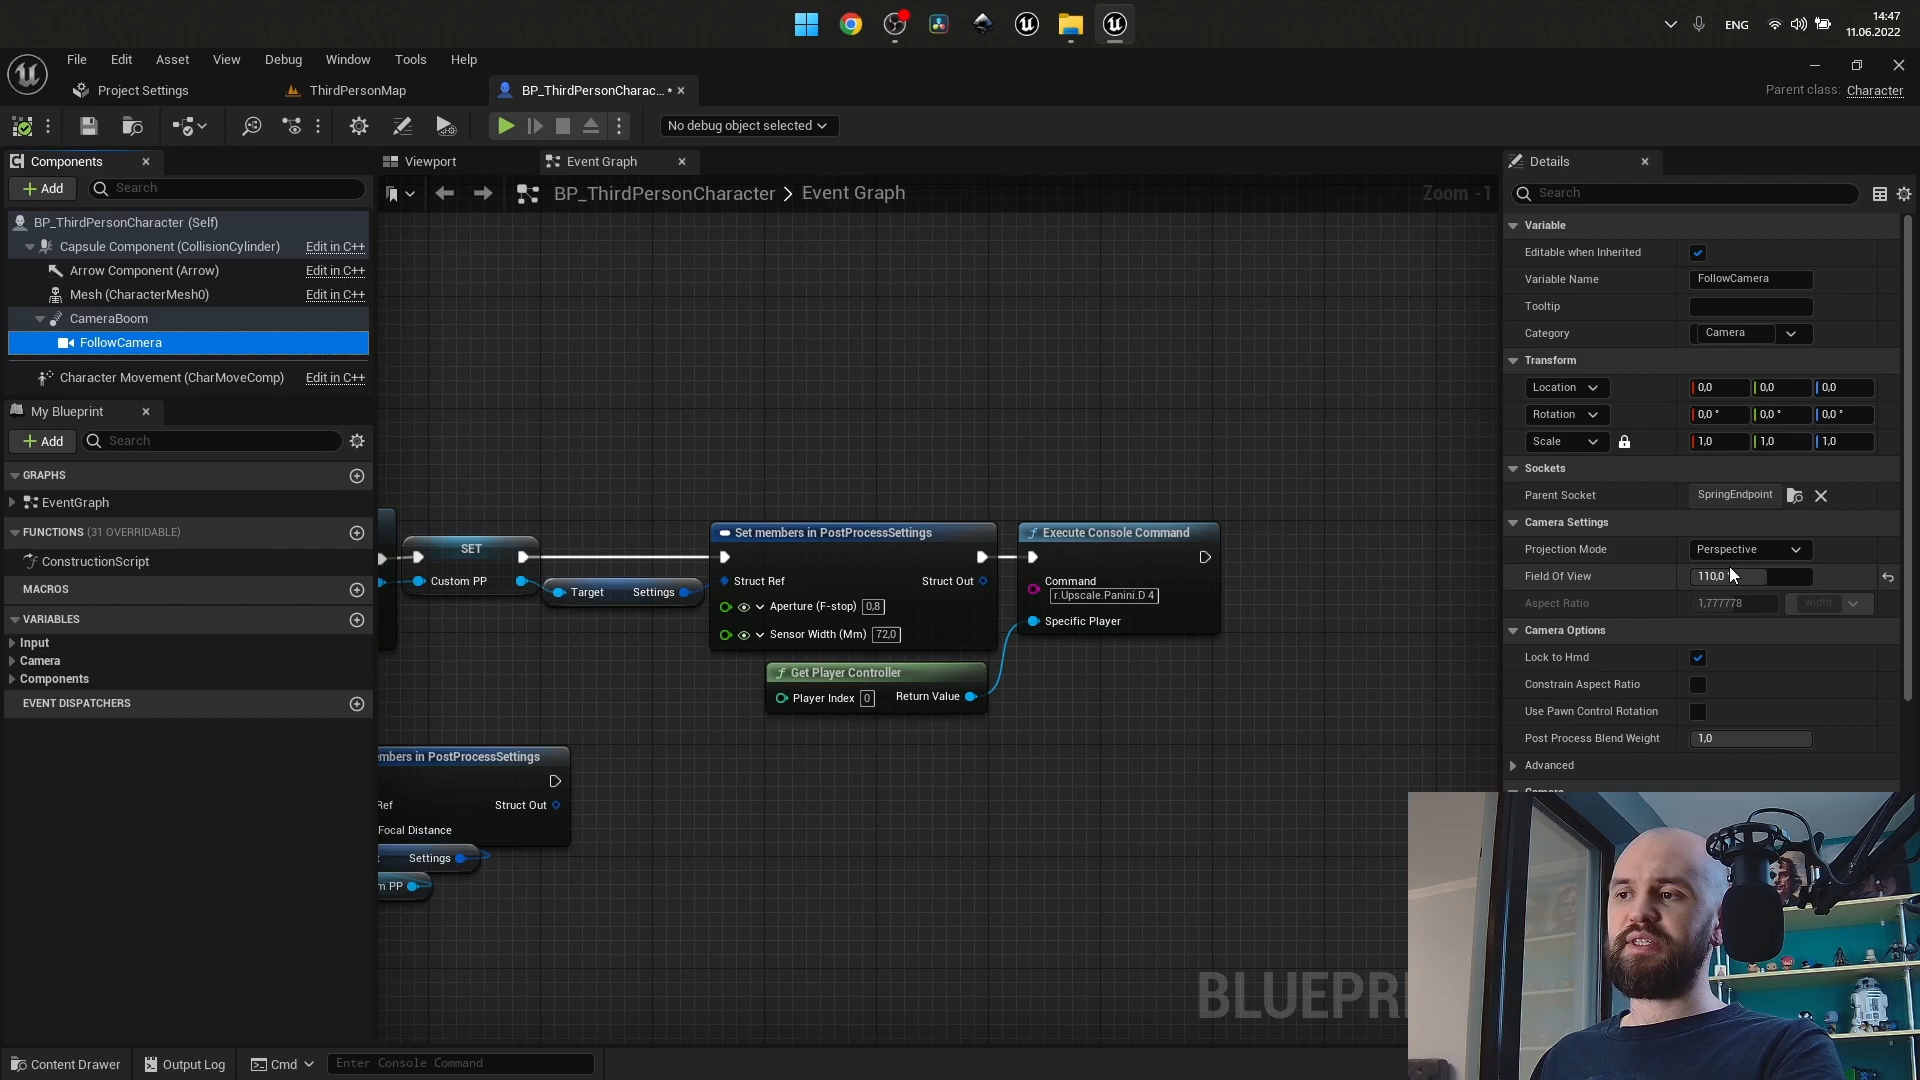 ENG
14:47
11.06.2022
File Edit Asset View Debug Window Tools Help
Project Settings
ThirdPersonMap
BP_ThirdPersonCharac... *
Parent class: Character
No debug object selected
Components
Add
Search
BP_ThirdPersonCharacter (Self)
Capsule Component (CollisionCylinder) Edit in C++
Arrow Component (Arrow) Edit in C++
Mesh (CharacterMesh0) Edit in C++
CameraBoom
FollowCamera
Character Movement (CharMoveComp) Edit in C++
My Blueprint
Add
Search
GRAPHS
EventGraph
FUNCTIONS (31 OVERRIDABLE)
ConstructionScript
MACROS
VARIABLES
Input
Camera
Components
EVENT DISPATCHERS
Viewport
Event Graph
BP_ThirdPersonCharacter > Event Graph
Zoom -1
SET
Custom PP
Target Settings
Set members in PostProcessSettings
Struct Ref Struct Out
Aperture (F-stop) 0,8
Sensor Width (Mm) 72,0
Execute Console Command
Command
r.Upscale.Panini.D 4
Specific Player
Get Player Controller
Player Index 0 Return Value
embers in PostProcessSettings
Ref Struct Out
Focal Distance
t Settings
m PP
BLUEPRI
Details
Search
Variable
Editable when Inherited
Variable Name FollowCamera
Tooltip
Category Camera
Transform
Location 0,0 0,0 0,0
Rotation 0,0 ° 0,0 ° 0,0 °
Scale 1,0 1,0 1,0
Sockets
Parent Socket SpringEndpoint
Camera Settings
Projection Mode Perspective
Field Of View 110,0 °
Aspect Ratio 1,777778 width
Camera Options
Lock to Hmd
Constrain Aspect Ratio
Use Pawn Control Rotation
Post Process Blend Weight 1,0
Advanced
Content Drawer
Output Log
Cmd
Enter Console Command